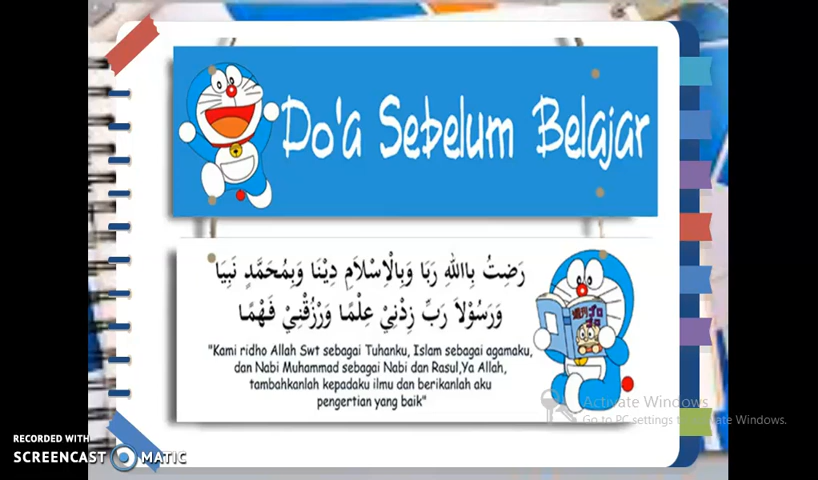 Do'a Sebelum Belajar
رَضِتُ بِااللهِ رَبَا وَبِالْاِسْلَامِ دِيْنَا وَبِمُحَمَّدٍ نَبِيَا
وَرَسُوْلاَ رَبِّ زِدْنِيْ عِلْمًا وَرْزُقْنِيْ فَهْمًا
"Kami ridho Allah Swt sebagai Tuhanku, Islam sebagai agamaku,
dan Nabi Muhammad sebagai Nabi dan Rasul,Ya Allah,
tambahkanlah kepadaku ilmu dan berikanlah aku
pengertian yang baik"
Activate Windows
Go to PC settings to activate Windows.
RECORDED WITH
SCREENCAST MATIC